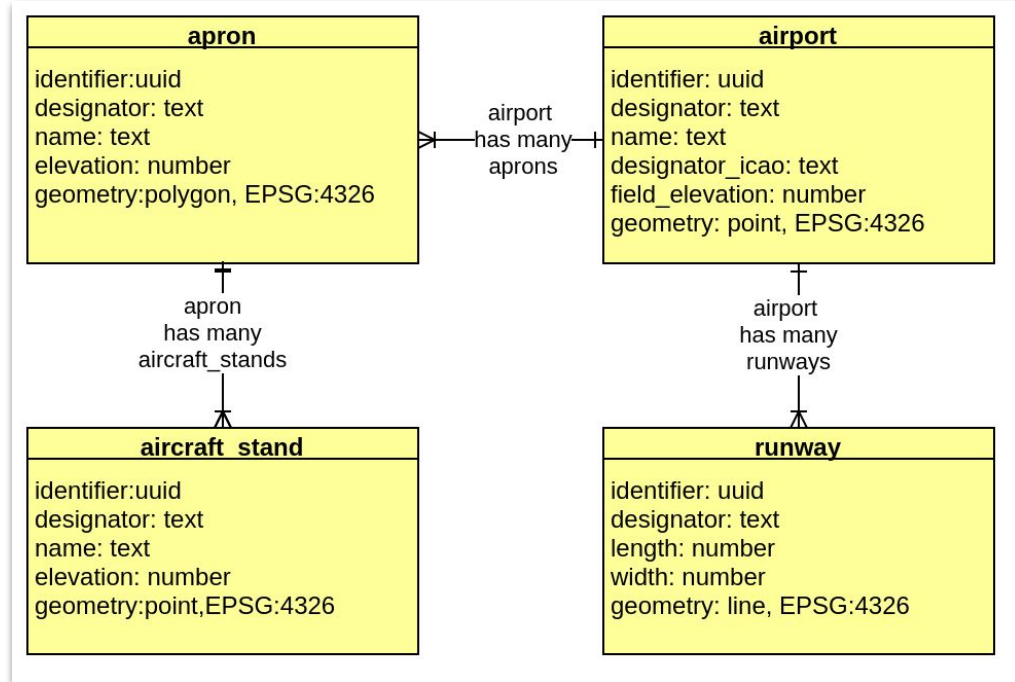 apron
identifier:uuid
designator: text
name: text
elevation: number
geometry:polygon, EPSG:4326
airport
has many
aprons
airport
identifier: uuid
designator: text
name: text
designator_icao: text
field_elevation: number
geometry: point, EPSG:4326
apron
has many
aircraft_stands
airport
has many
runways
aircraft_stand
identifier:uuid
designator: text
name: text
elevation: number
geometry:point,EPSG:4326
runway
identifier: uuid
designator: text
length: number
width: number
geometry: line, EPSG:4326